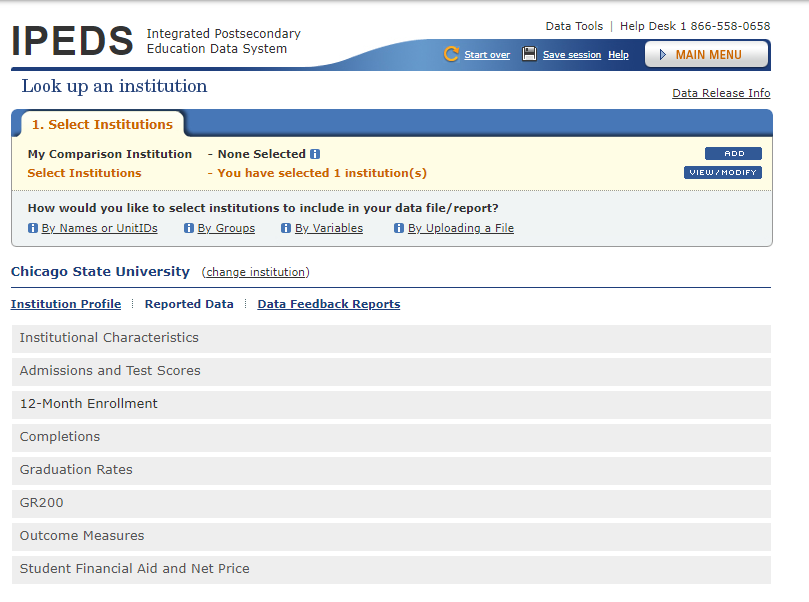 IPEDS Integrated Postsecondary
Education Data System
Data Tools | Help Desk 1 866-558-0658
Start over Save session Help MAIN MENU
Look up an institution
Data Release Info
1. Select Institutions
My Comparison Institution - None Selected i ADD
Select Institutions - You have selected 1 institution(s) VIEW/MODIFY
How would you like to select institutions to include in your data file/report?
i By Names or UnitIDs i By Groups i By Variables i By Uploading a File
Chicago State University (change institution)
Institution Profile Reported Data Data Feedback Reports
Institutional Characteristics
Admissions and Test Scores
12-Month Enrollment
Completions
Graduation Rates
GR200
Outcome Measures
Student Financial Aid and Net Price